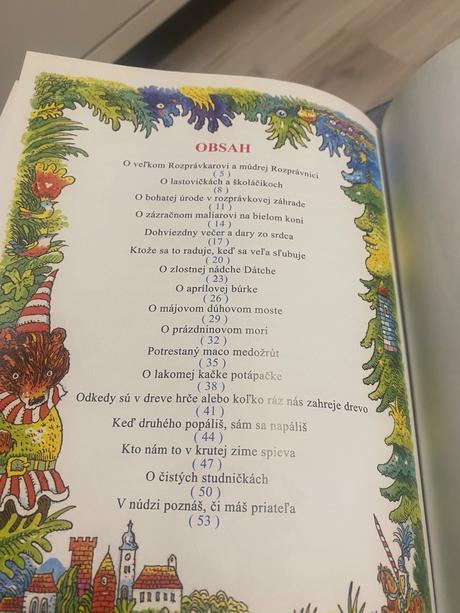 OBSAH
O veľkom Rozprávkarovi a múdrej Rozprávnici
( 5 )
O lastovičkách a školáčikoch
( 8 )
O bohatej úrode v rozprávkovej záhrade
( 11 )
O zázračnom maliarovi na bielom koni
( 14 )
Dohviezdny večer a dary zo srdca
( 17 )
Ktože sa to raduje, keď sa veľa sľubuje
( 20 )
O zlostnej nádche Dátche
( 23 )
O aprílovej búrke
( 26 )
O májovom dúhovom moste
( 29 )
O prázdninovom mori
( 32 )
Potrestaný maco medožrút
( 35 )
O lakomej kačke potápačke
( 38 )
Odkedy sú v dreve hrče alebo koľko ráz nás zahreje drevo
( 41 )
Keď druhého popáliš, sám sa napáliš
( 44 )
Kto nám to v krutej zime spieva
( 47 )
O čistých studničkách
( 50 )
V núdzi poznáš, či máš priateľa
( 53 )